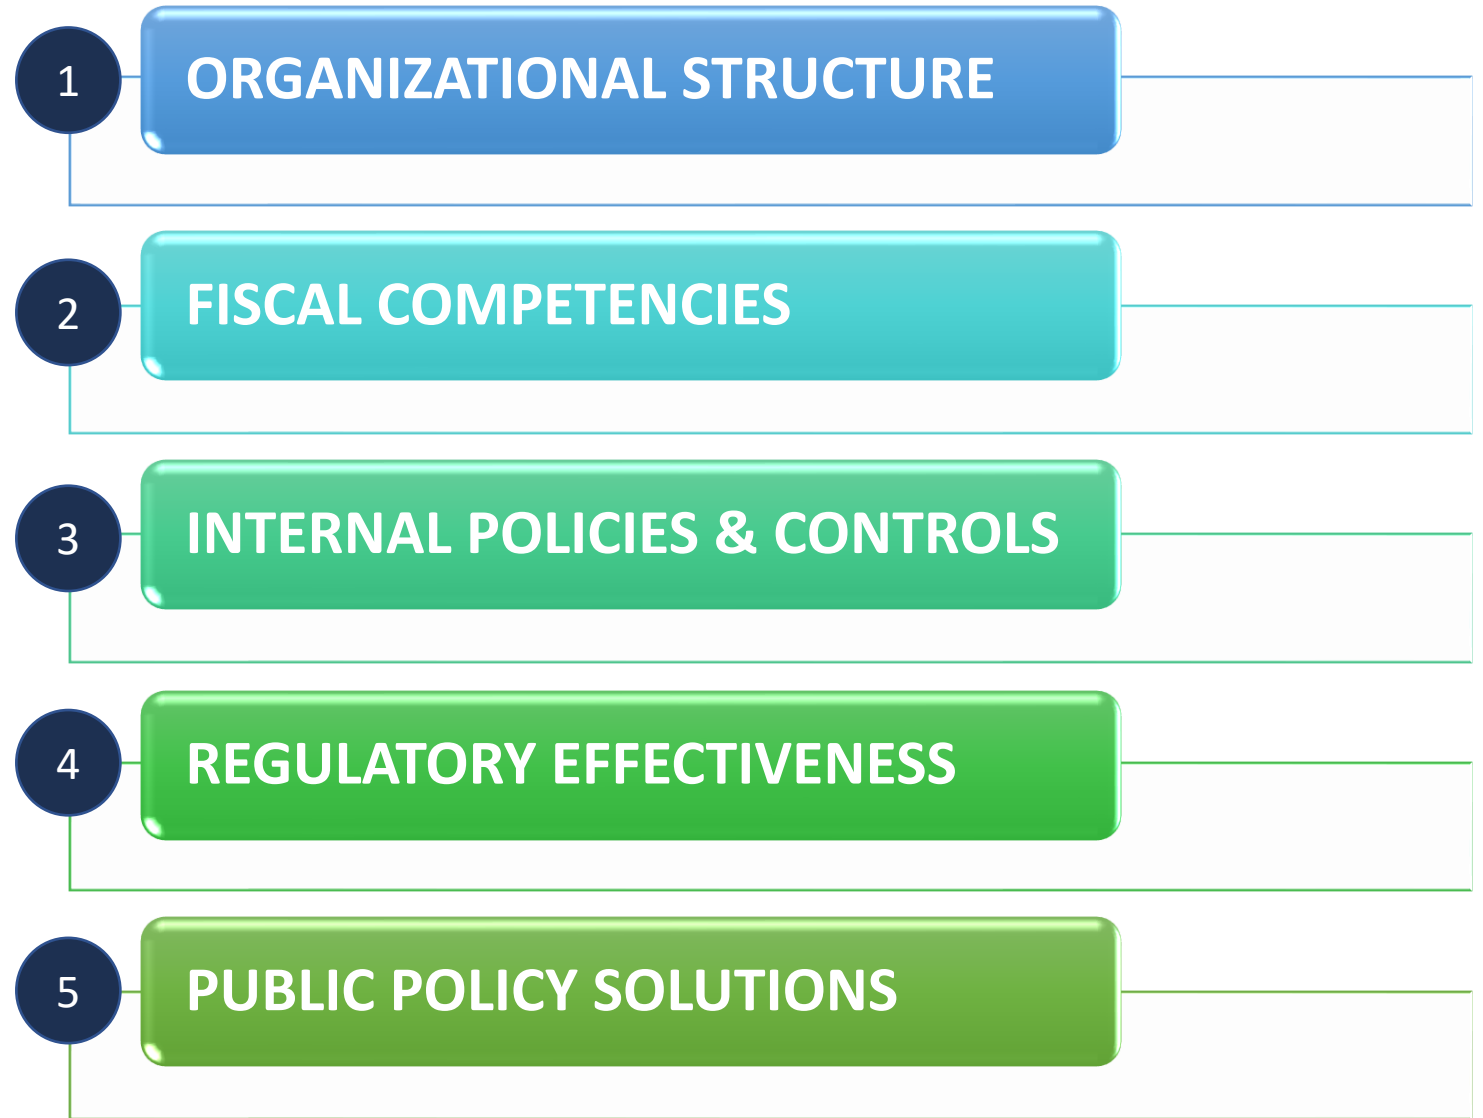 1
ORGANIZATIONAL STRUCTURE
2
FISCAL COMPETENCIES
3
INTERNAL POLICIES & CONTROLS
4
REGULATORY EFFECTIVENESS
5
PUBLIC POLICY SOLUTIONS